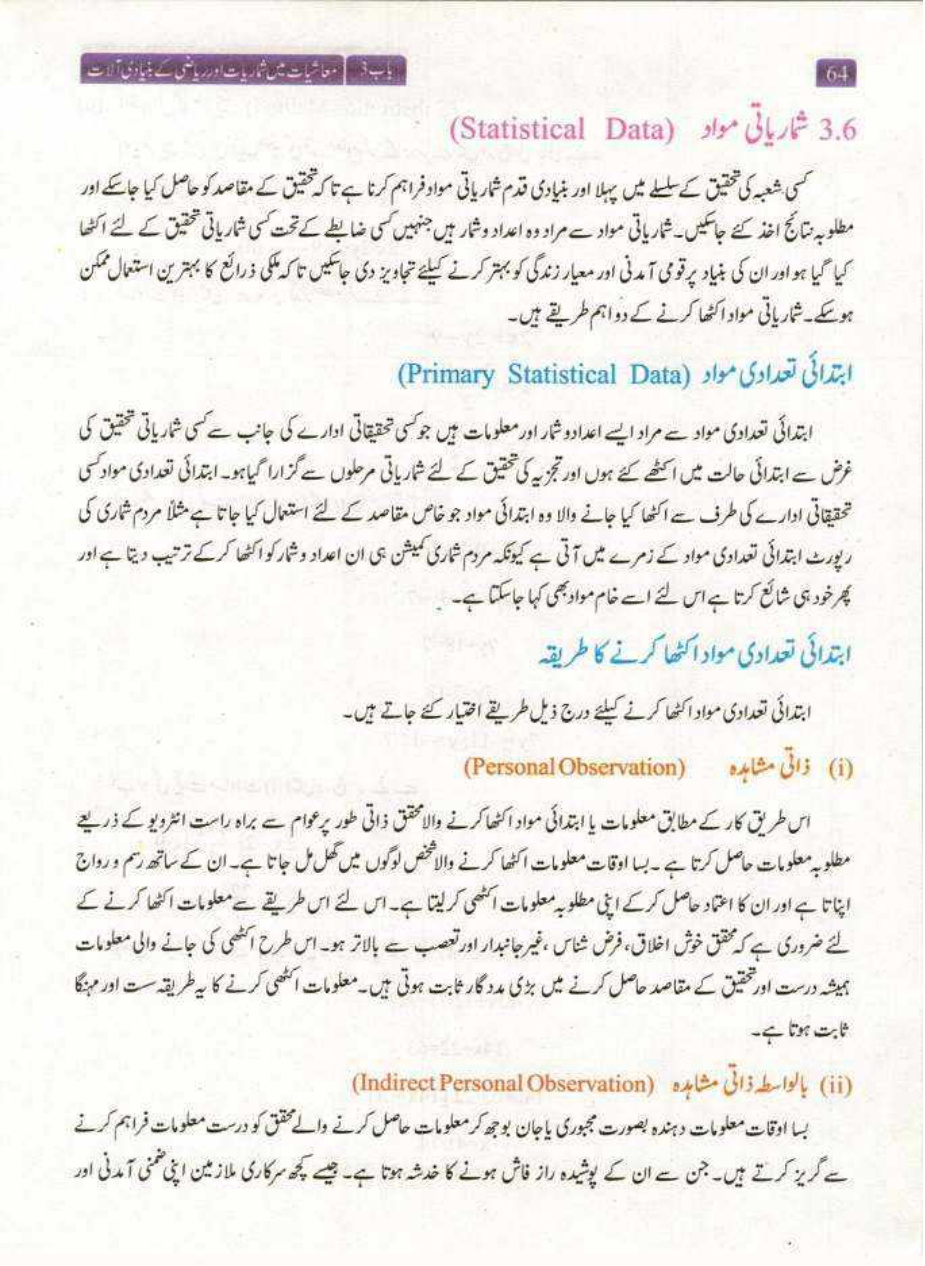 64
باب 3 معاشیات میں شماریات اور ریاضی کے بنیادی آلات
3.6 شماریاتی مواد (Statistical Data)
کسی شعبہ کی تحقیق کے سلسلے میں پہلا اور بنیادی قدم شماریاتی مواد فراہم کرنا ہے تاکہ تحقیق کے مقاصد کو حاصل کیا جا سکے اور
مطلوبہ نتائج اخذ کئے جا سکیں۔ شماریاتی مواد سے مراد وہ اعداد و شمار ہیں جنہیں کسی ضابطے کے تحت کسی شماریاتی تحقیق کے لئے اکٹھا
کیا گیا ہو اور ان کی بنیاد پر قومی آمدنی اور معیار زندگی کو بہتر کرنے کیلئے تجاویز دی جا سکیں تاکہ ملکی ذرائع کا بہترین استعمال ممکن
ہو سکے۔ شماریاتی مواد اکٹھا کرنے کے دو اہم طریقے ہیں۔
ابتدائی تعدادی مواد (Primary Statistical Data)
ابتدائی تعدادی مواد سے مراد ایسے اعداد و شمار اور معلومات ہیں جو کسی تحقیقاتی ادارے کی جانب سے کسی شماریاتی تحقیق کی
غرض سے ابتدائی حالت میں اکٹھے کئے ہوں اور تجزیہ کی تحقیق کے لئے شماریاتی مرحلوں سے گزارا گیا ہو۔ ابتدائی تعدادی مواد کسی
تحقیقاتی ادارے کی طرف سے اکٹھا کیا جانے والا وہ ابتدائی مواد جو خاص مقاصد کے لئے استعمال کیا جاتا ہے مثلاً مردم شماری کی
رپورٹ ابتدائی تعدادی مواد کے زمرے میں آتی ہے کیونکہ مردم شماری کمیشن ہی ان اعداد و شمار کو اکٹھا کر کے ترتیب دیتا ہے اور
پھر خود ہی شائع کرتا ہے اس لئے اسے خام مواد بھی کہا جا سکتا ہے۔
ابتدائی تعدادی مواد اکٹھا کرنے کا طریقہ
ابتدائی تعدادی مواد اکٹھا کرنے کیلئے درج ذیل طریقے اختیار کئے جاتے ہیں۔
(i) ذاتی مشاہدہ (Personal Observation)
اس طریق کار کے مطابق معلومات یا ابتدائی مواد اکٹھا کرنے والا محقق ذاتی طور پر عوام سے براہ راست انٹرویو کے ذریعے
مطلوبہ معلومات حاصل کرتا ہے۔ بسا اوقات معلومات اکٹھا کرنے والا شخص لوگوں میں گھل مل جاتا ہے۔ ان کے ساتھ رسم و رواج
اپناتا ہے اور ان کا اعتماد حاصل کر کے اپنی مطلوبہ معلومات اکٹھی کر لیتا ہے۔ اس لئے اس طریقے سے معلومات اکٹھا کرنے کے
لئے ضروری ہے کہ محقق خوش اخلاق، فرض شناس، غیر جانبدار اور تعصب سے بالاتر ہو۔ اس طرح اکٹھی کی جانے والی معلومات
ہمیشہ درست اور تحقیق کے مقاصد حاصل کرنے میں بڑی مددگار ثابت ہوتی ہیں۔ معلومات اکٹھی کرنے کا یہ طریقہ سست اور مہنگا
ثابت ہوتا ہے۔
(ii) بالواسطہ ذاتی مشاہدہ (Indirect Personal Observation)
بسا اوقات معلومات دہندہ بصورت مجبوری یا جان بوجھ کر معلومات حاصل کرنے والے محقق کو درست معلومات فراہم کرنے
سے گریز کرتے ہیں۔ جن سے ان کے پوشیدہ راز فاش ہونے کا خدشہ ہوتا ہے۔ جیسے کچھ سرکاری ملازمین اپنی ضمنی آمدنی اور